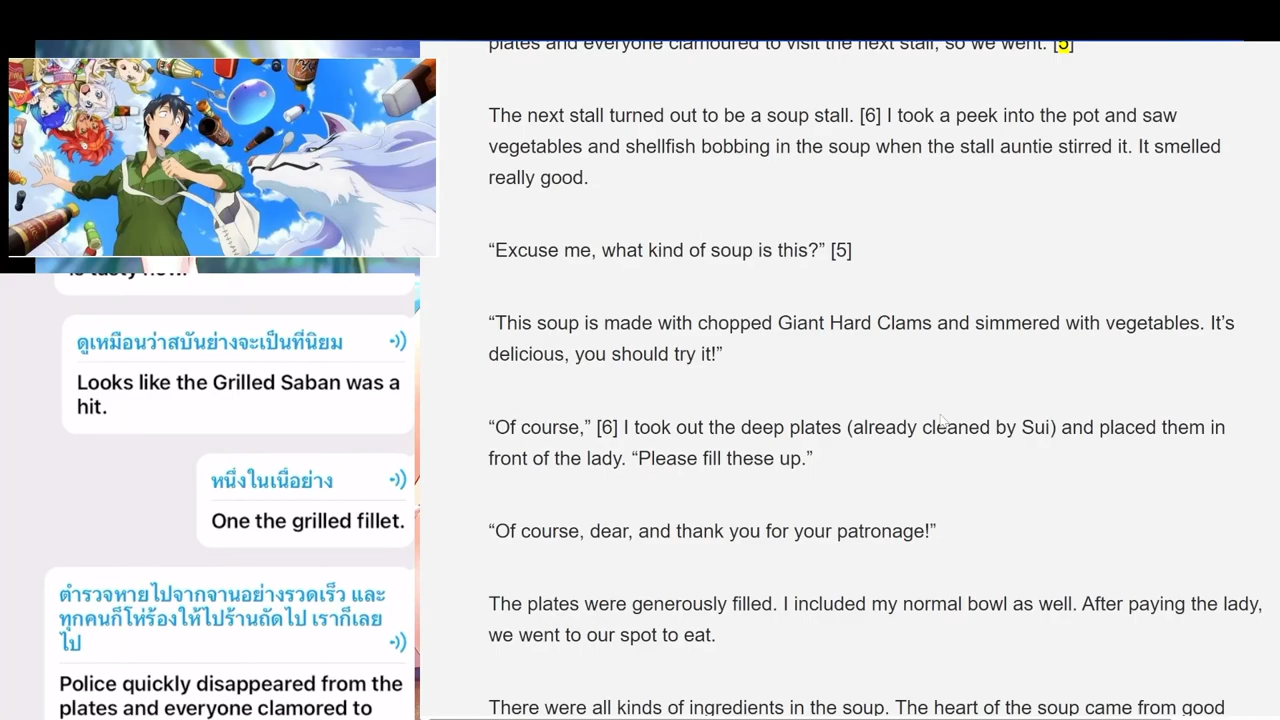 is tasty now.
ดูเหมือนว่าสบันย่างจะเป็นที่นิยม
Looks like the Grilled Saban was a
hit.
หนึ่งในเนื้อย่าง
One the grilled fillet.
ตำรวจหายไปจากจานอย่างรวดเร็ว และ
ทุกคนก็โห่ร้องให้ไปร้านถัดไป เราก็เลย
ไป
Police quickly disappeared from the
plates and everyone clamored to
plates and everyone clamoured to visit the next stall, so we went. [5]
The next stall turned out to be a soup stall. [6] I took a peek into the pot and saw
vegetables and shellfish bobbing in the soup when the stall auntie stirred it. It smelled
really good.
“Excuse me, what kind of soup is this?” [5]
“This soup is made with chopped Giant Hard Clams and simmered with vegetables. It’s
delicious, you should try it!”
“Of course,” [6] I took out the deep plates (already cleaned by Sui) and placed them in
front of the lady. “Please fill these up.”
“Of course, dear, and thank you for your patronage!”
The plates were generously filled. I included my normal bowl as well. After paying the lady,
we went to our spot to eat.
There were all kinds of ingredients in the soup. The heart of the soup came from good